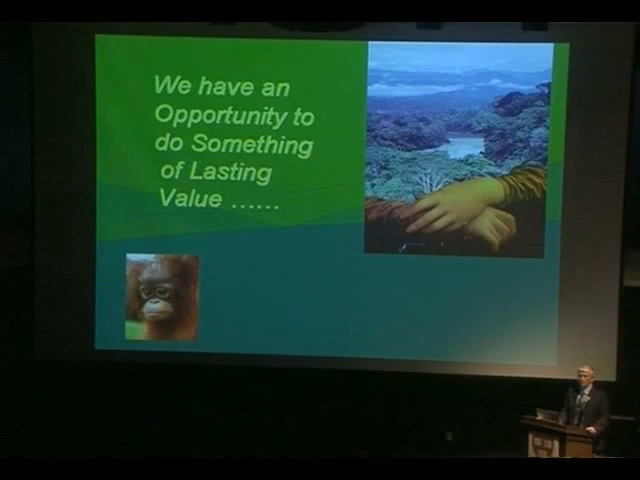 We have an
Opportunity to
do Something
of Lasting
Value ......